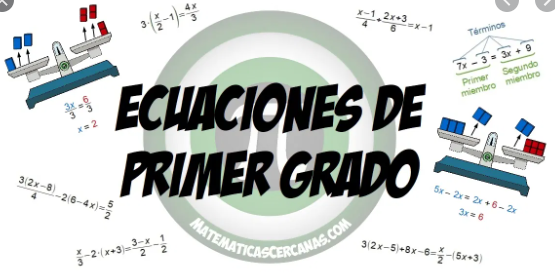 3·(x/2−1)=4x/3
(x−1)/4+(2x+3)/6=x−1
Términos
7x − 3 = 3x + 9
Primer miembro
Segundo miembro
3x/3=6/3
x=2
ECUACIONES DE
PRIMER GRADO
5x − 2x = 2x + 6 − 2x
3x = 6
3(2x−8)/4−2(6−4x)=5/2
MATEMATICASCERCANAS.COM
x/3−2·(x+3)=(3−x)/2−1/2
3(2x−5)+8x−6=x/2−(5x+3)